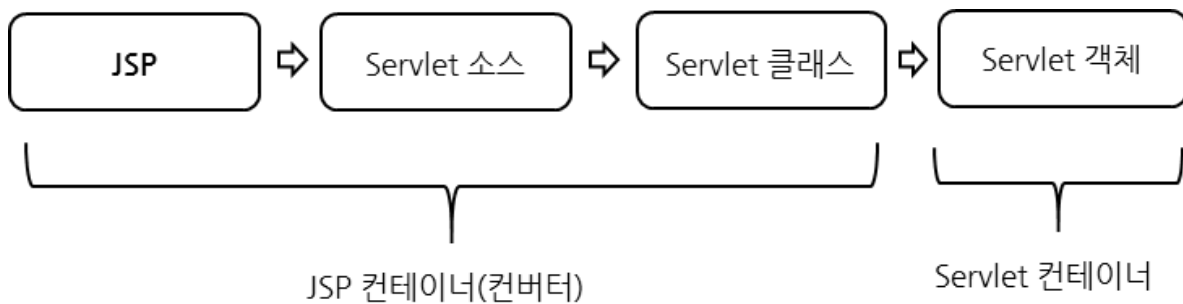 JSP
Servlet 소스
Servlet 클래스
Servlet 객체
JSP 컨테이너(컨버터)
Servlet 컨테이너